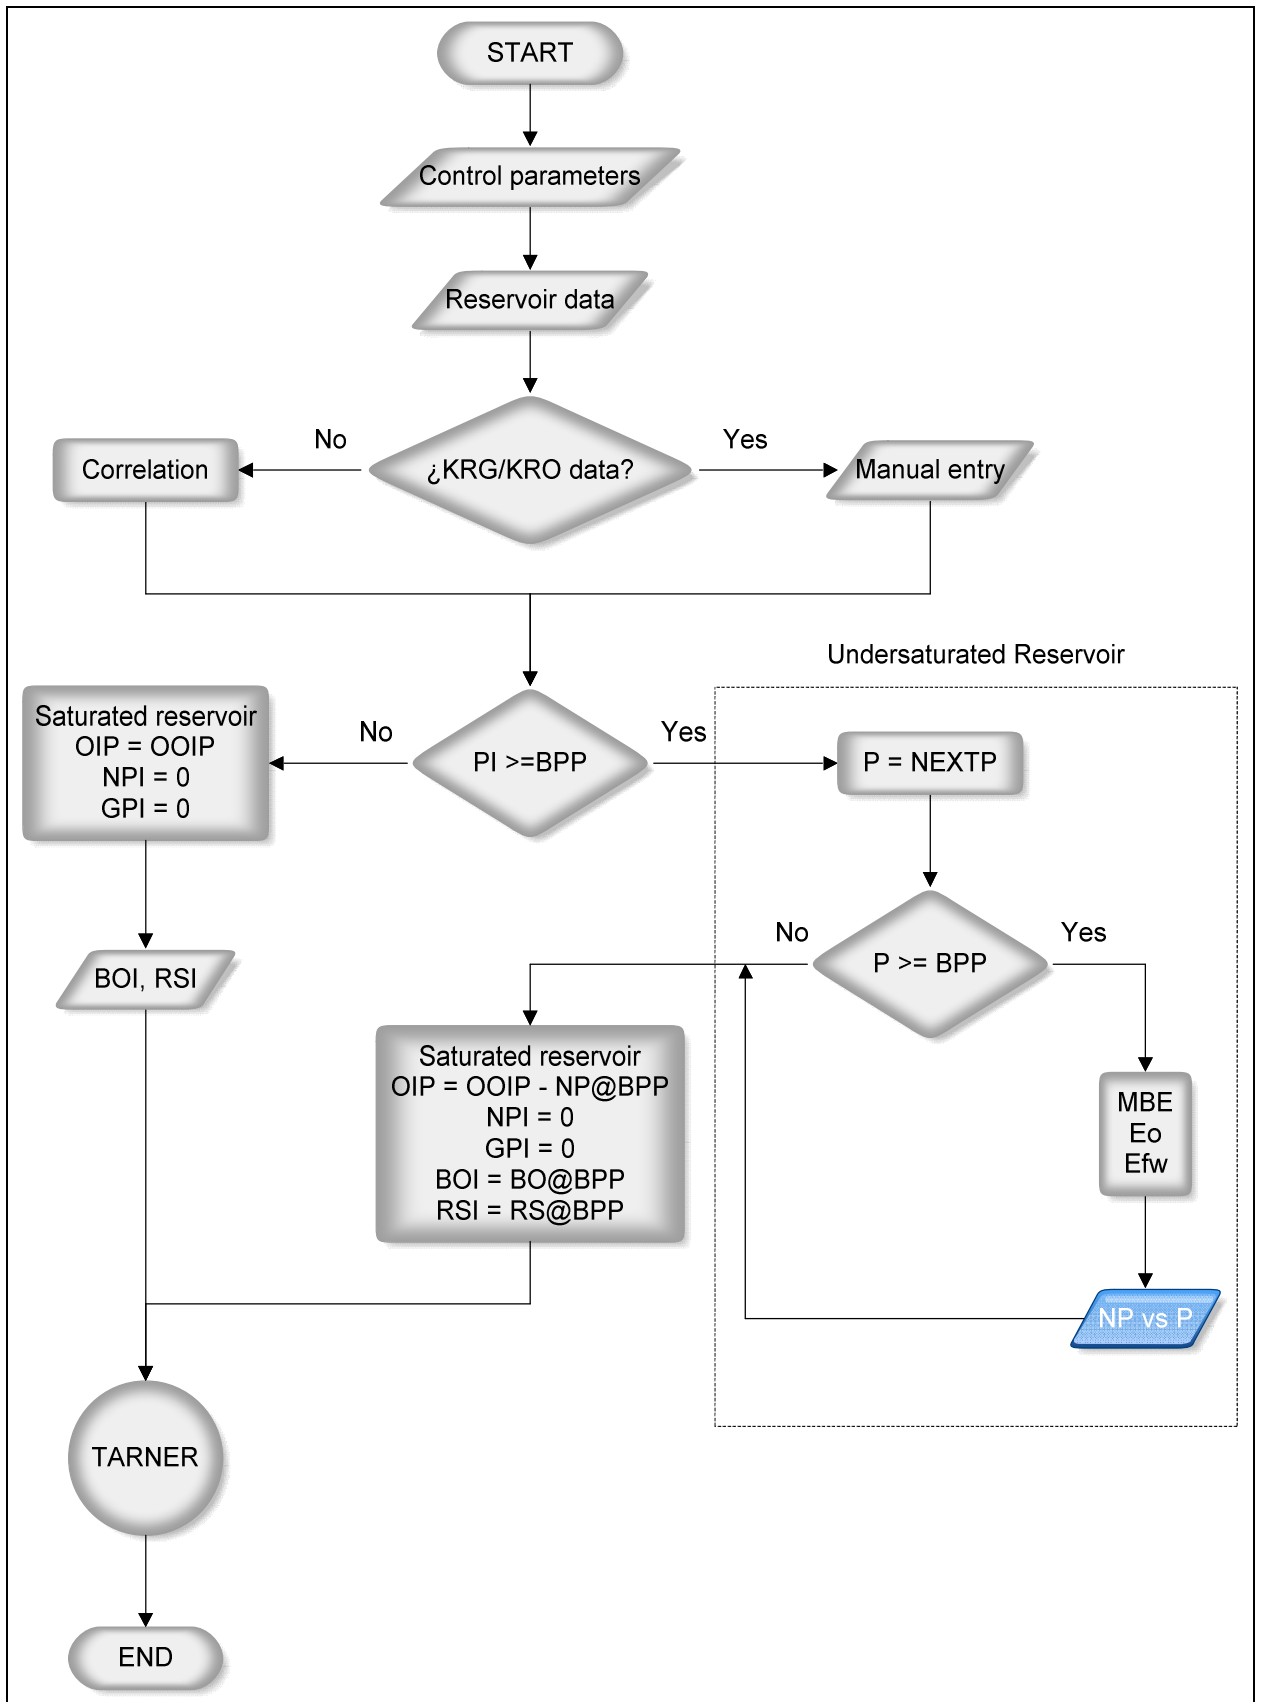 START
Control parameters
Reservoir data
No
Yes
Correlation
¿KRG/KRO data?
Manual entry
Undersaturated Reservoir
Saturated reservoir
OIP = OOIP
NPI = 0
GPI = 0
No
PI >=BPP
Yes
P = NEXTP
No
P >= BPP
Yes
BOI, RSI
Saturated reservoir
OIP = OOIP - NP@BPP
NPI = 0
GPI = 0
BOI = BO@BPP
RSI = RS@BPP
MBE
Eo
Efw
NP vs P
TARNER
END